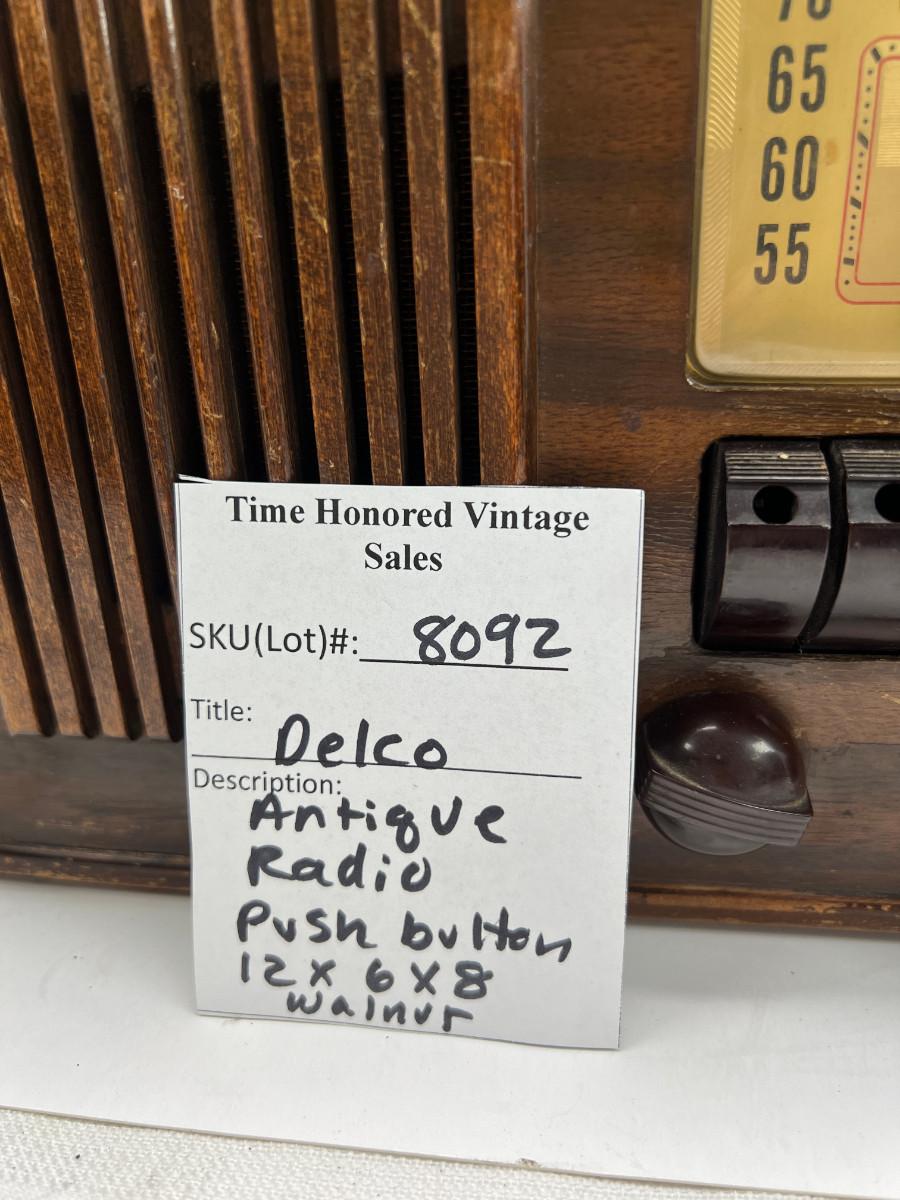 70
65
60
55
Time Honored Vintage
Sales
SKU(Lot)#: 8092
Title:
Delco
Description:
Antique
Radio
Push button
12 x 6 x 8
walnut